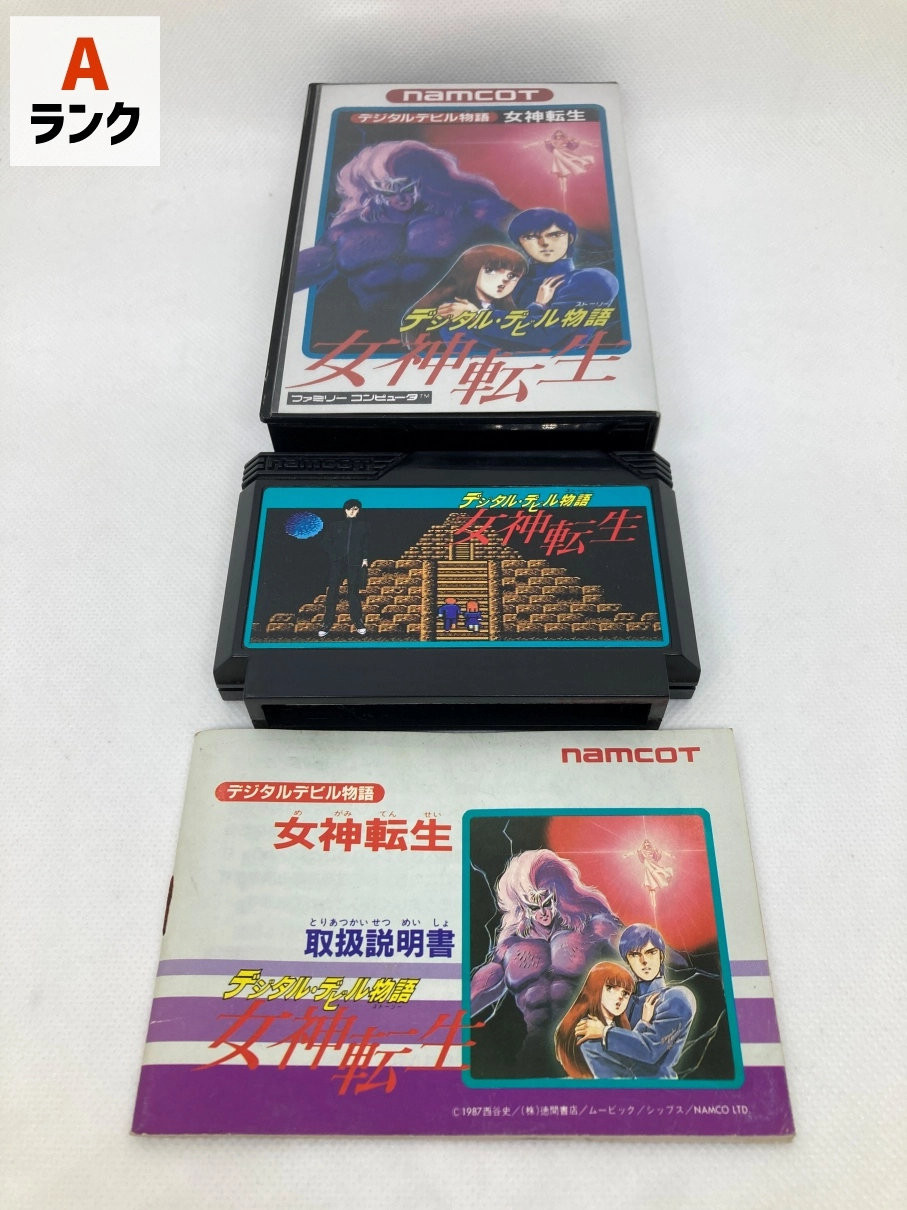 A
ランク
namcot
デジタルデビル物語 女神転生
ストーリー
デジタル・デビル物語
女神転生
ファミリー コンピュータ™
namcot
デジタル・デビル物語
女神転生
namcot
デジタルデビル物語
め がみ てん せい
女神転生
とりあつかい せつ めい しょ
取扱説明書
デジタル・デビル物語
ストーリー
女神転生
©1987西谷史/(株)徳間書店/ムービック/シップス/NAMCO LTD.